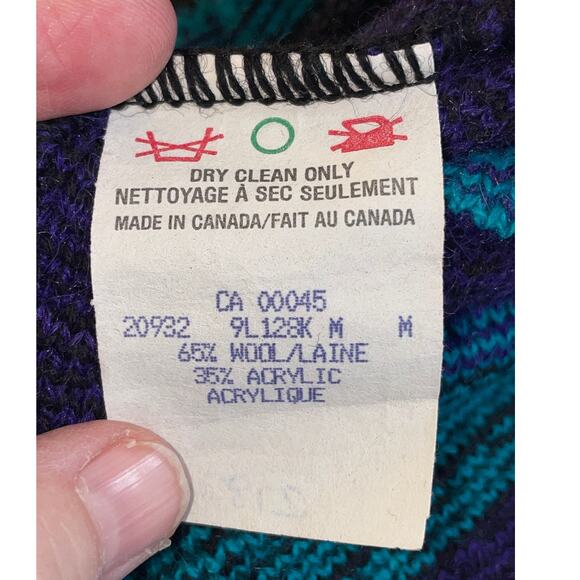 DRY CLEAN ONLY
NETTOYAGE À SEC SEULEMENT
MADE IN CANADA/FAIT AU CANADA
CA 00045
20932 9L128K M M
65% WOOL/LAINE
35% ACRYLIC
ACRYLIQUE